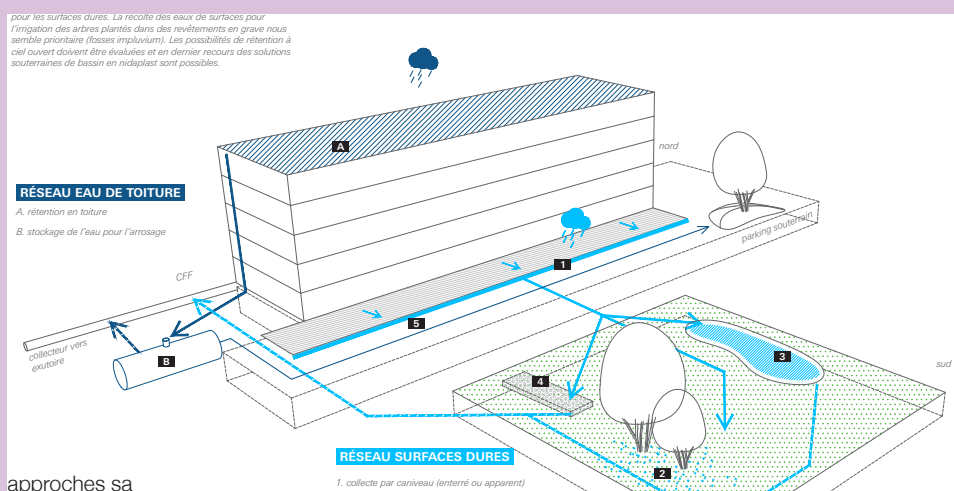 pour les surfaces dures. La récolte des eaux de surfaces pour
l'irrigation des arbres plantés dans des revêtements en grave nous
semble prioritaire (fosses impluvium). Les possibilités de rétention à
ciel ouvert doivent être évaluées et en dernier recours des solutions
souterraines de bassin en nidaplast sont possibles.
A
nord
RÉSEAU EAU DE TOITURE
A. rétention en toiture
B. stockage de l'eau pour l'arrosage
parking souterrain
CFF
1
5
collecteur vers
exutoire
B
3
sud
4
RÉSEAU SURFACES DURES
2
1. collecte par caniveau (enterré ou apparent)
approches sa